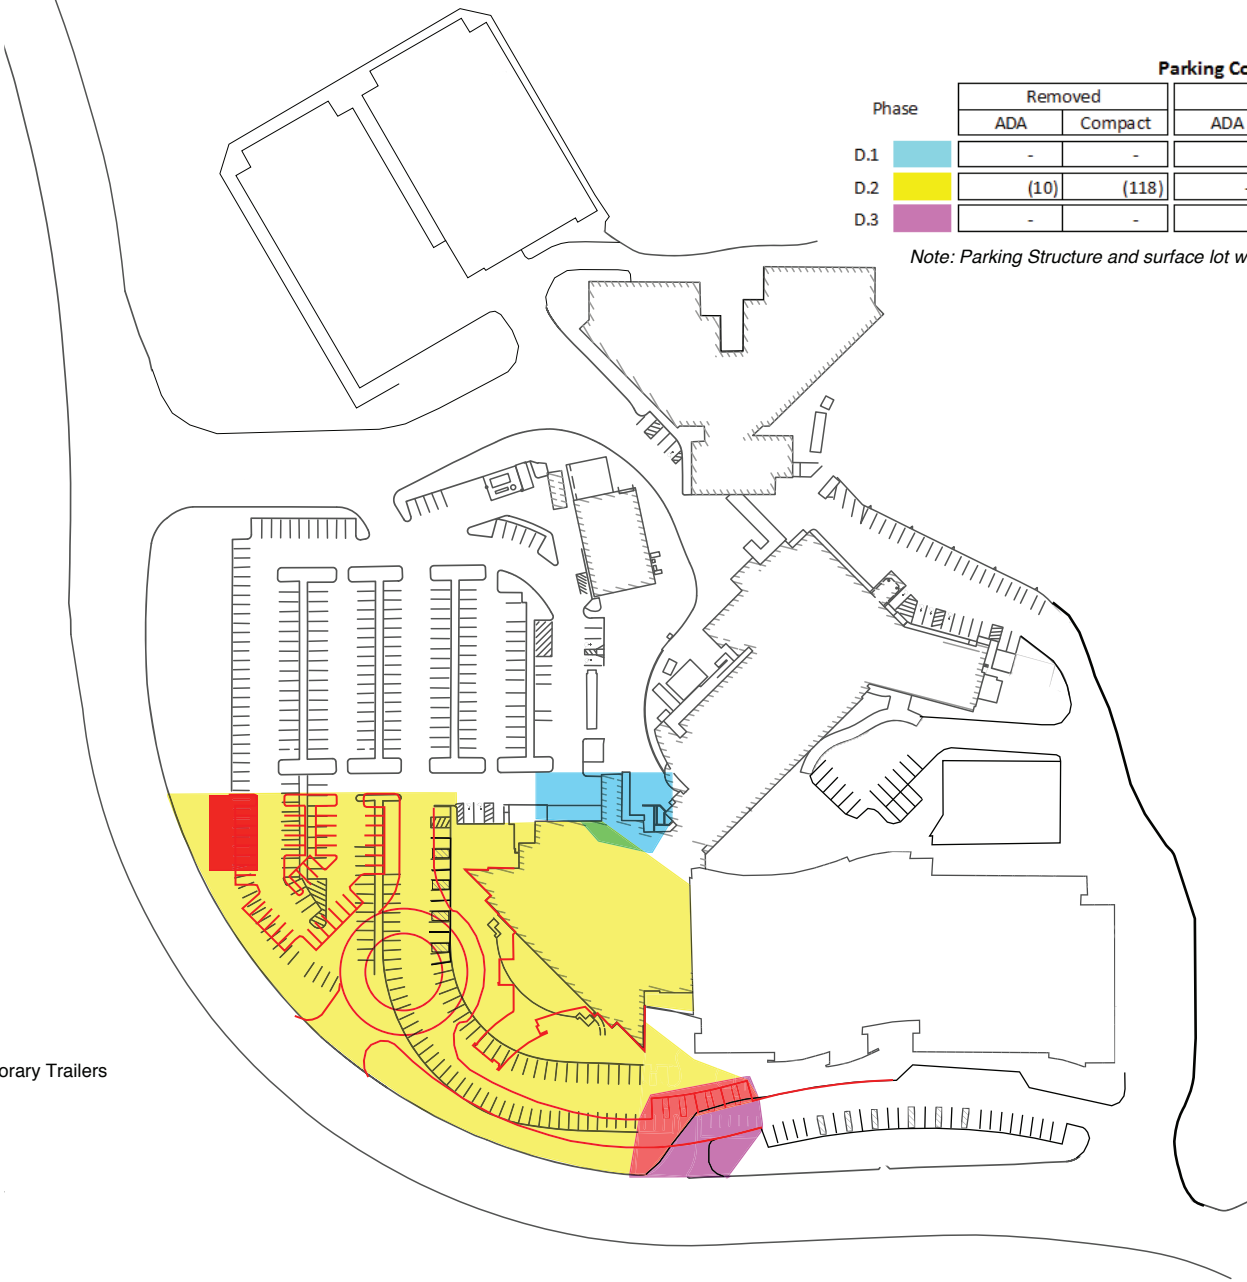 Parking Co
Phase
Removed
ADA Compact ADA
D.1 - -
D.2 (10) (118) -
D.3 - -
Note: Parking Structure and surface lot w
orary Trailers